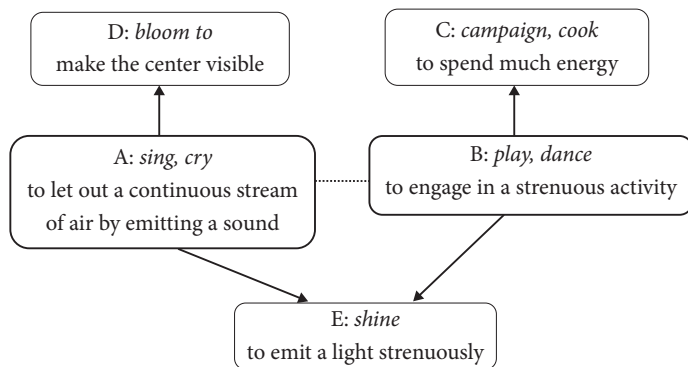 D: bloom to
make the center visible
C: campaign, cook
to spend much energy
A: sing, cry
to let out a continuous stream
of air by emitting a sound
B: play, dance
to engage in a strenuous activity
E: shine
to emit a light strenuously